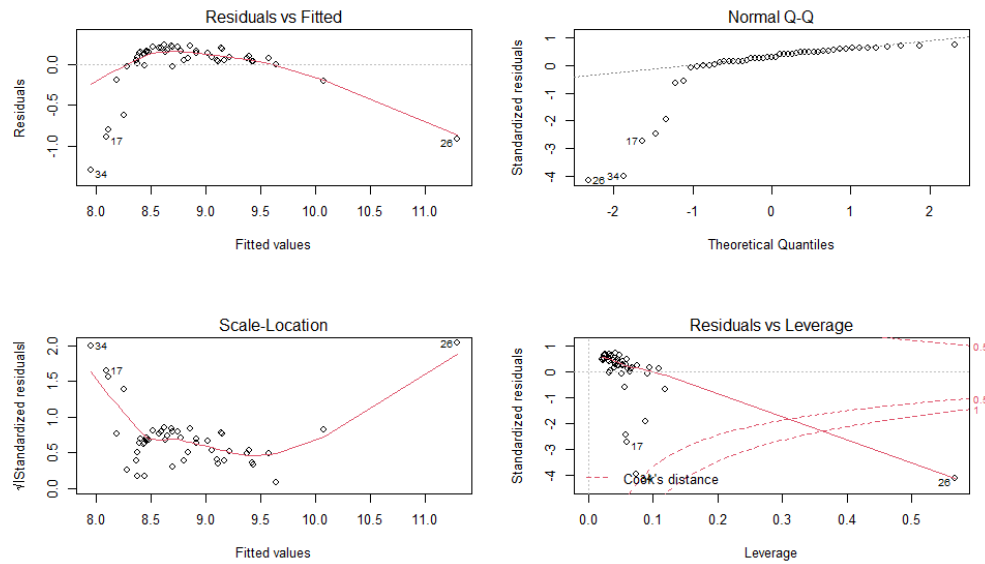 Residuals vs Fitted
Residuals
0.0
-0.5
-1.0
17
26
34
8.0 8.5 9.0 9.5 10.0 10.5 11.0
Fitted values
Normal Q-Q
Standardized residuals
1
0
-1
-2
-3
-4
17
34
26
-2 -1 0 1 2
Theoretical Quantiles
Scale-Location
√|Standardized residuals|
2.0
1.5
1.0
0.5
0.0
34
17
26
8.0 8.5 9.0 9.5 10.0 10.5 11.0
Fitted values
Residuals vs Leverage
Standardized residuals
1
0
-1
-2
-3
-4
0.5
0.5
1
17
26
Cook's distance
0.0 0.1 0.2 0.3 0.4 0.5
Leverage